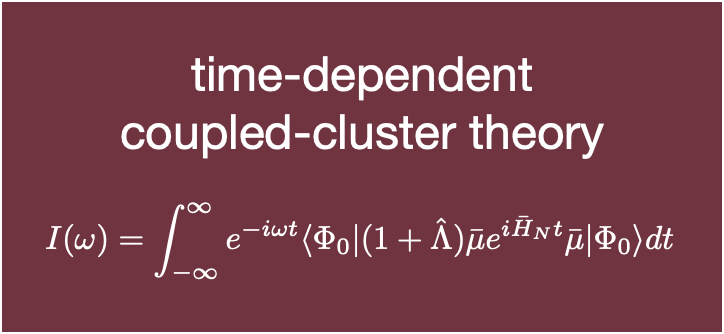 time-dependent
coupled-cluster theory
I(ω) = ∫_{-∞}^{∞} e^{-iωt}⟨Φ₀|(1 + Λ̂)μ̄e^{iH̄_N t}μ̄|Φ₀⟩dt